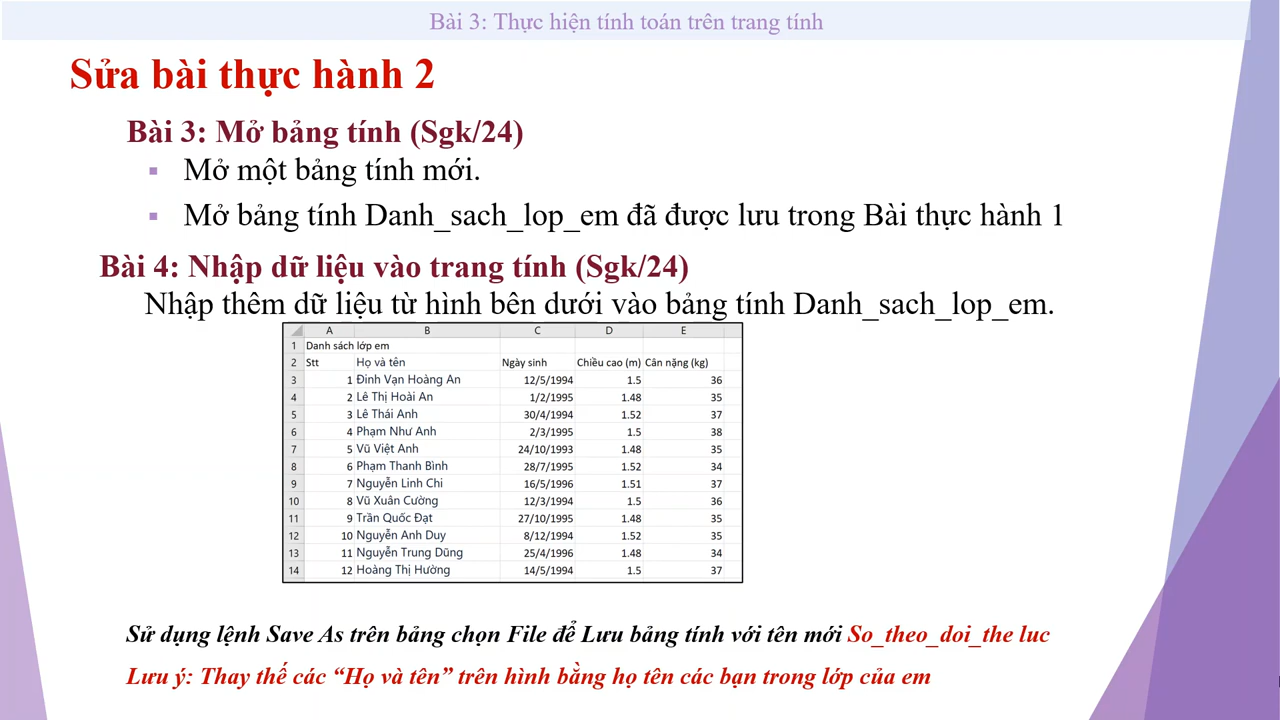 Bài 3: Thực hiện tính toán trên trang tính
Sửa bài thực hành 2
Bài 3: Mở bảng tính (Sgk/24)
▪ Mở một bảng tính mới.
▪ Mở bảng tính Danh_sach_lop_em đã được lưu trong Bài thực hành 1
Bài 4: Nhập dữ liệu vào trang tính (Sgk/24)
Nhập thêm dữ liệu từ hình bên dưới vào bảng tính Danh_sach_lop_em.
A B C D E
1 Danh sách lớp em
2 Stt Họ và tên Ngày sinh Chiều cao (m) Cân nặng (kg)
3 1 Đinh Vạn Hoàng An 12/5/1994 1.5 36
4 2 Lê Thị Hoài An 1/2/1995 1.48 35
5 3 Lê Thái Anh 30/4/1994 1.52 37
6 4 Phạm Như Anh 2/3/1995 1.5 38
7 5 Vũ Việt Anh 24/10/1993 1.48 35
8 6 Phạm Thanh Bình 28/7/1995 1.52 34
9 7 Nguyễn Linh Chi 16/5/1996 1.51 37
10 8 Vũ Xuân Cường 12/3/1994 1.5 36
11 9 Trần Quốc Đạt 27/10/1995 1.48 35
12 10 Nguyễn Anh Duy 8/12/1994 1.52 35
13 11 Nguyễn Trung Dũng 25/4/1996 1.48 34
14 12 Hoàng Thị Hường 14/5/1994 1.5 37
Sử dụng lệnh Save As trên bảng chọn File để Lưu bảng tính với tên mới So_theo_doi_the luc
Lưu ý: Thay thế các “Họ và tên” trên hình bằng họ tên các bạn trong lớp của em